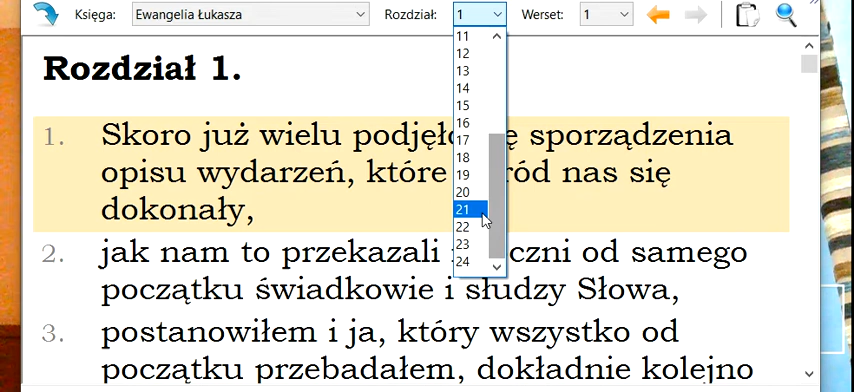 Księga: Ewangelia Łukasza Rozdział: 1 Werset: 1
11
12
13
14
15
16
17
18
19
20
21
22
23
24
Rozdział 1.
1. Skoro już wielu sporządzenia
opisu wydarzeń, które nas się
dokonały,
2. jak nam to przekazali od samego
początku świadkowie i słudzy Słowa,
3. postanowiłem i ja, który wszystko od
początku przebadałem, dokładnie kolejno